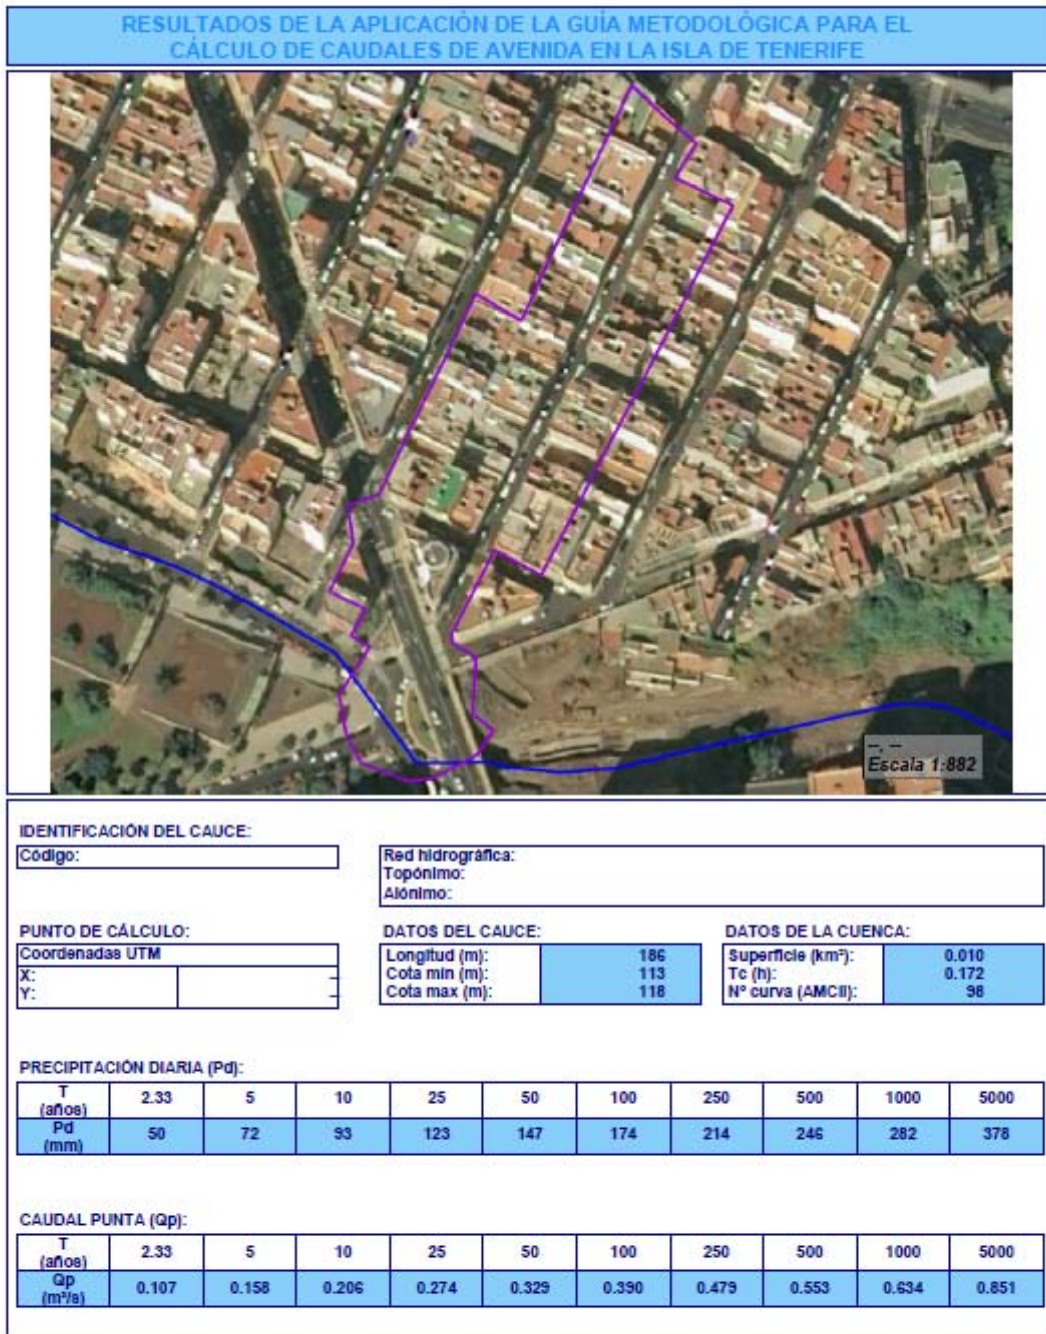 RESULTADOS DE LA APLICACIÓN DE LA GUÍA METODOLÓGICA PARA EL
CÁLCULO DE CAUDALES DE AVENIDA EN LA ISLA DE TENERIFE
--, --
Escala 1:882
IDENTIFICACIÓN DEL CAUCE:
Código:
Red hidrográfica:
Topónimo:
Alónimo:
PUNTO DE CÁLCULO:
Coordenadas UTM
X: --
Y: --
DATOS DEL CAUCE:
Longitud (m): 186
Cota min (m): 113
Cota max (m): 118
DATOS DE LA CUENCA:
Superficie (km²): 0.010
Tc (h): 0.172
Nº curva (AMCII): 98
PRECIPITACIÓN DIARIA (Pd):
T (años) 2.33 5 10 25 50 100 250 500 1000 5000
Pd (mm) 50 72 93 123 147 174 214 246 282 378
CAUDAL PUNTA (Qp):
T (años) 2.33 5 10 25 50 100 250 500 1000 5000
Qp (m³/s) 0.107 0.158 0.206 0.274 0.329 0.390 0.479 0.553 0.634 0.851